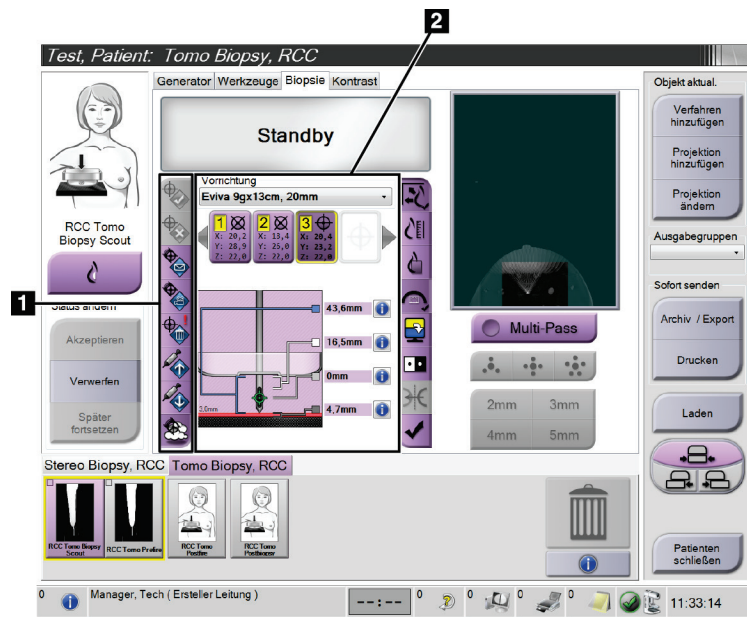 2
Test, Patient: Tomo Biopsy, RCC
Generator Werkzeuge Biopsie Kontrast
Standby
RCC Tomo
Biopsy Scout
1
Status ändern
Akzeptieren
Verwerfen
Später
fortsetzen
Vorrichtung
Eviva 9gx13cm, 20mm
1
X: 20,2
Y: 28,9
Z: 22,0
2
X: 13,4
Y: 25,0
Z: 22,0
3
X: 20,4
Y: 23,2
Z: 22,0
43,6mm
16,5mm
0mm
4,7mm
Multi-Pass
2mm 3mm
4mm 5mm
Objekt aktual.
Verfahren
hinzufügen
Projektion
hinzufügen
Projektion
ändern
Ausgabegruppen
Sofort senden
Archiv / Export
Drucken
Laden
Patienten
schließen
Stereo Biopsy, RCC Tomo Biopsy, RCC
RCC Tomo Biopsy
Scout
RCC Tomo Prefire
RCC Tomo
Postfire
RCC Tomo
Postbiopsy
0 Manager, Tech ( Ersteller Leitung ) --:-- 0 0 0 0 11:33:14